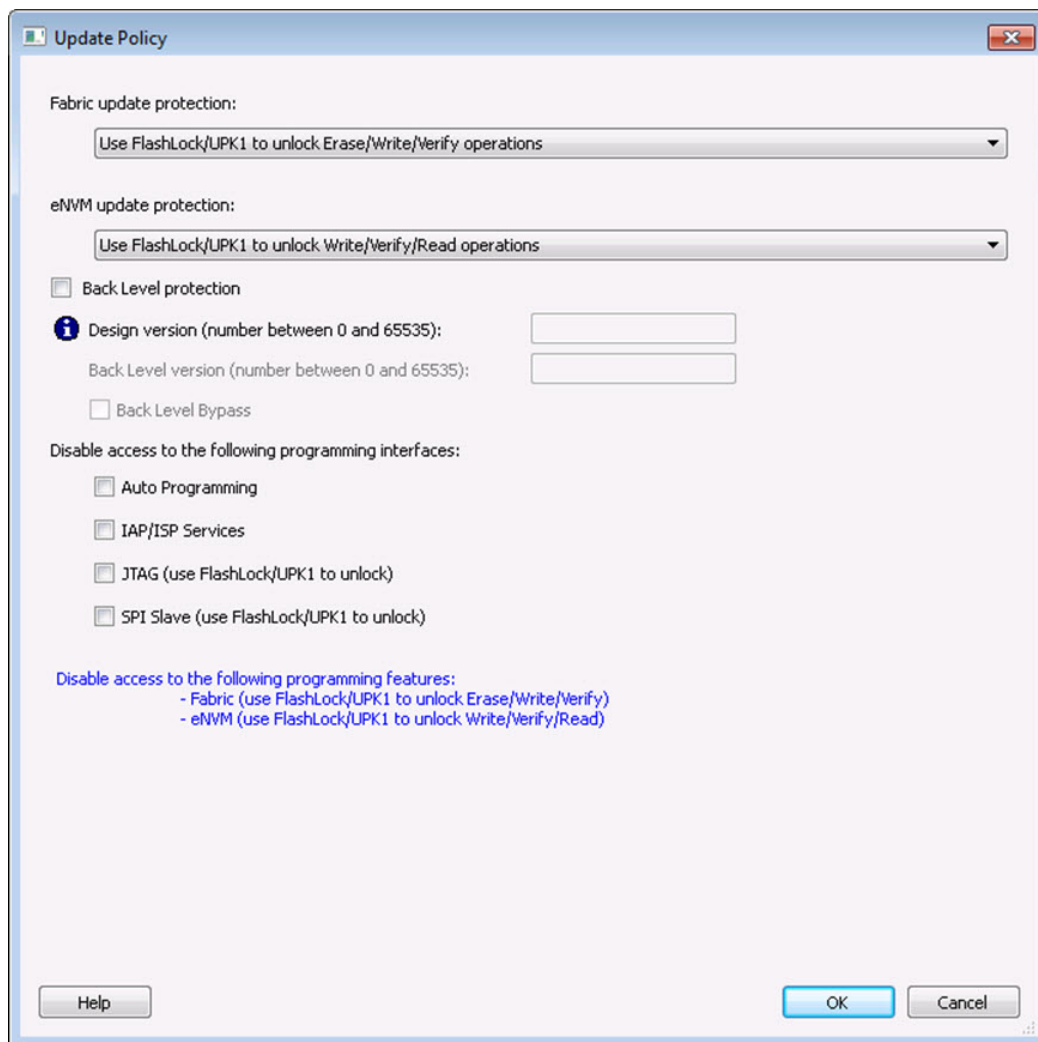 Update Policy
Fabric update protection:
Use FlashLock/UPK1 to unlock Erase/Write/Verify operations
eNVM update protection:
Use FlashLock/UPK1 to unlock Write/Verify/Read operations
Back Level protection
Design version (number between 0 and 65535):
Back Level version (number between 0 and 65535):
Back Level Bypass
Disable access to the following programming interfaces:
Auto Programming
IAP/ISP Services
JTAG (use FlashLock/UPK1 to unlock)
SPI Slave (use FlashLock/UPK1 to unlock)
Disable access to the following programming features:
- Fabric (use FlashLock/UPK1 to unlock Erase/Write/Verify)
- eNVM (use FlashLock/UPK1 to unlock Write/Verify/Read)
Help OK Cancel